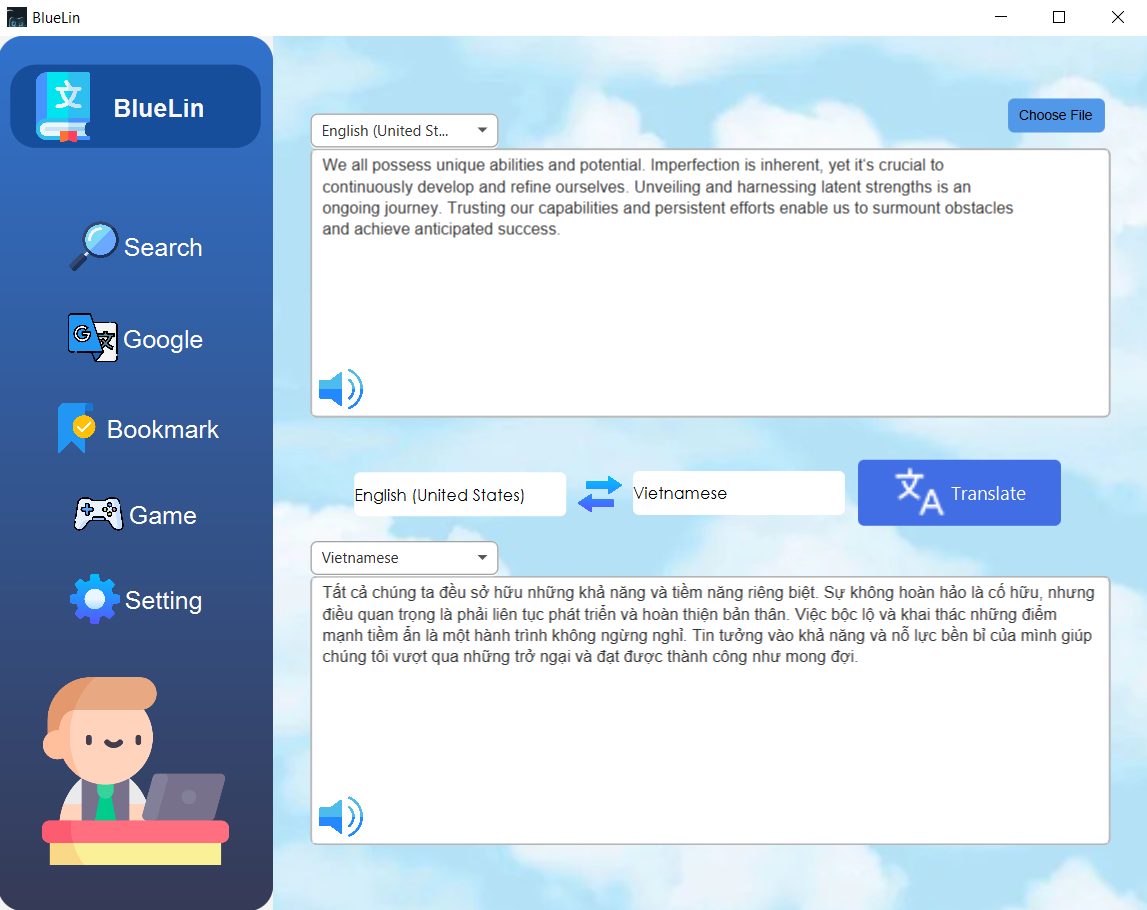 BlueLin
BlueLin
Search
Google
Bookmark
Game
Setting
Choose File
English (United St...
We all possess unique abilities and potential. Imperfection is inherent, yet it's crucial to
continuously develop and refine ourselves. Unveiling and harnessing latent strengths is an
ongoing journey. Trusting our capabilities and persistent efforts enable us to surmount obstacles
and achieve anticipated success.
English (United States)
Vietnamese
文A Translate
Vietnamese
Tất cả chúng ta đều sở hữu những khả năng và tiềm năng riêng biệt. Sự không hoàn hảo là cố hữu, nhưng
điều quan trọng là phải liên tục phát triển và hoàn thiện bản thân. Việc bộc lộ và khai thác những điểm
mạnh tiềm ẩn là một hành trình không ngừng nghỉ. Tin tưởng vào khả năng và nỗ lực bền bỉ của mình giúp
chúng tôi vượt qua những trở ngại và đạt được thành công như mong đợi.